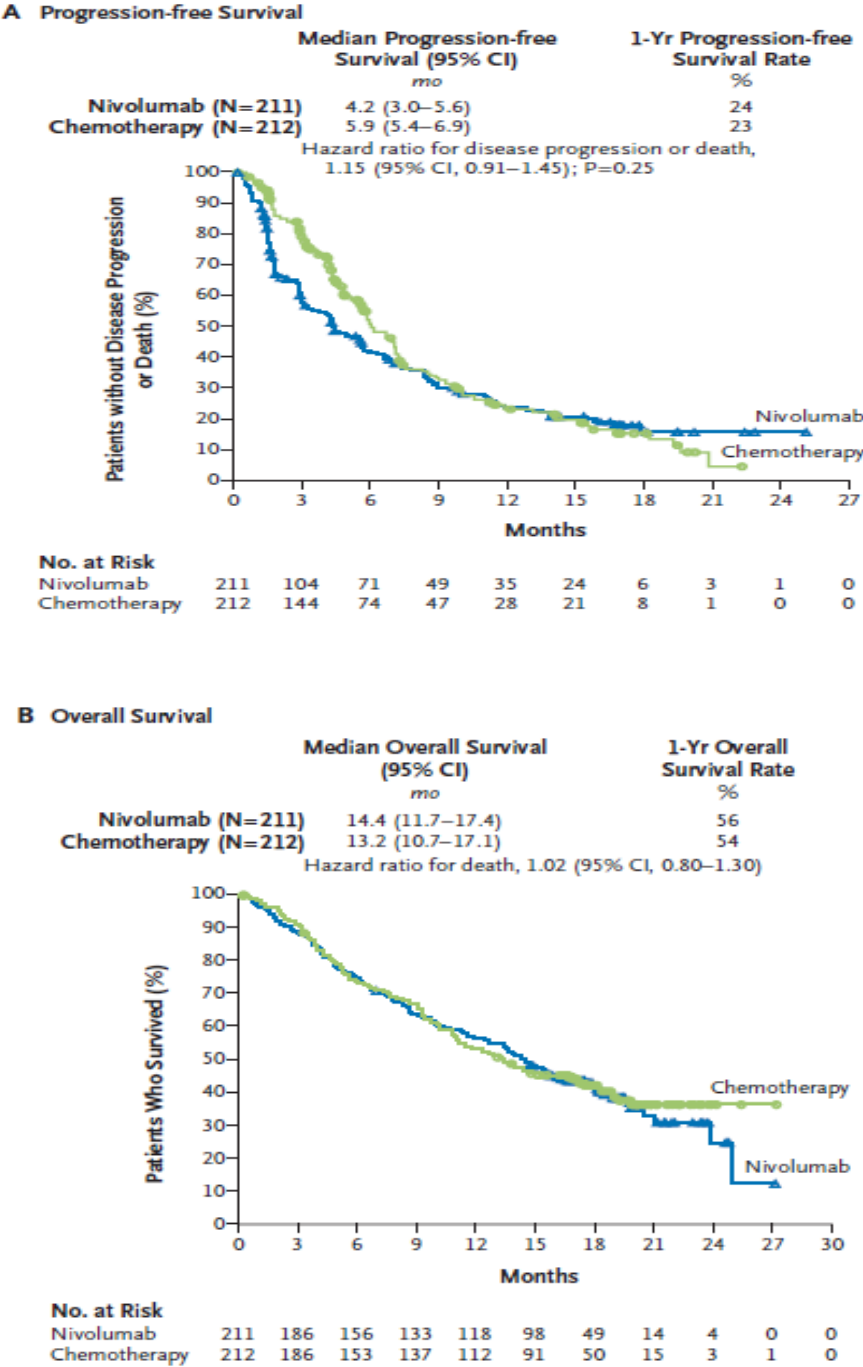 A Progression-free Survival
Median Progression-free Survival (95% CI) 1-Yr Progression-free Survival Rate
mo %
Nivolumab (N=211) 4.2 (3.0–5.6) 24
Chemotherapy (N=212) 5.9 (5.4–6.9) 23
Hazard ratio for disease progression or death,
1.15 (95% CI, 0.91–1.45); P=0.25
Patients without Disease Progression
or Death (%)
100
90
80
70
60
50
40
30
20
10
0
Nivolumab
Chemotherapy
0 3 6 9 12 15 18 21 24 27
Months
No. at Risk
Nivolumab 211 104 71 49 35 24 6 3 1 0
Chemotherapy 212 144 74 47 28 21 8 1 0 0
B Overall Survival
Median Overall Survival (95% CI) 1-Yr Overall Survival Rate
mo %
Nivolumab (N=211) 14.4 (11.7–17.4) 56
Chemotherapy (N=212) 13.2 (10.7–17.1) 54
Hazard ratio for death, 1.02 (95% CI, 0.80–1.30)
Patients Who Survived (%)
100
90
80
70
60
50
40
30
20
10
0
Chemotherapy
Nivolumab
0 3 6 9 12 15 18 21 24 27 30
Months
No. at Risk
Nivolumab 211 186 156 133 118 98 49 14 4 0 0
Chemotherapy 212 186 153 137 112 91 50 15 3 1 0